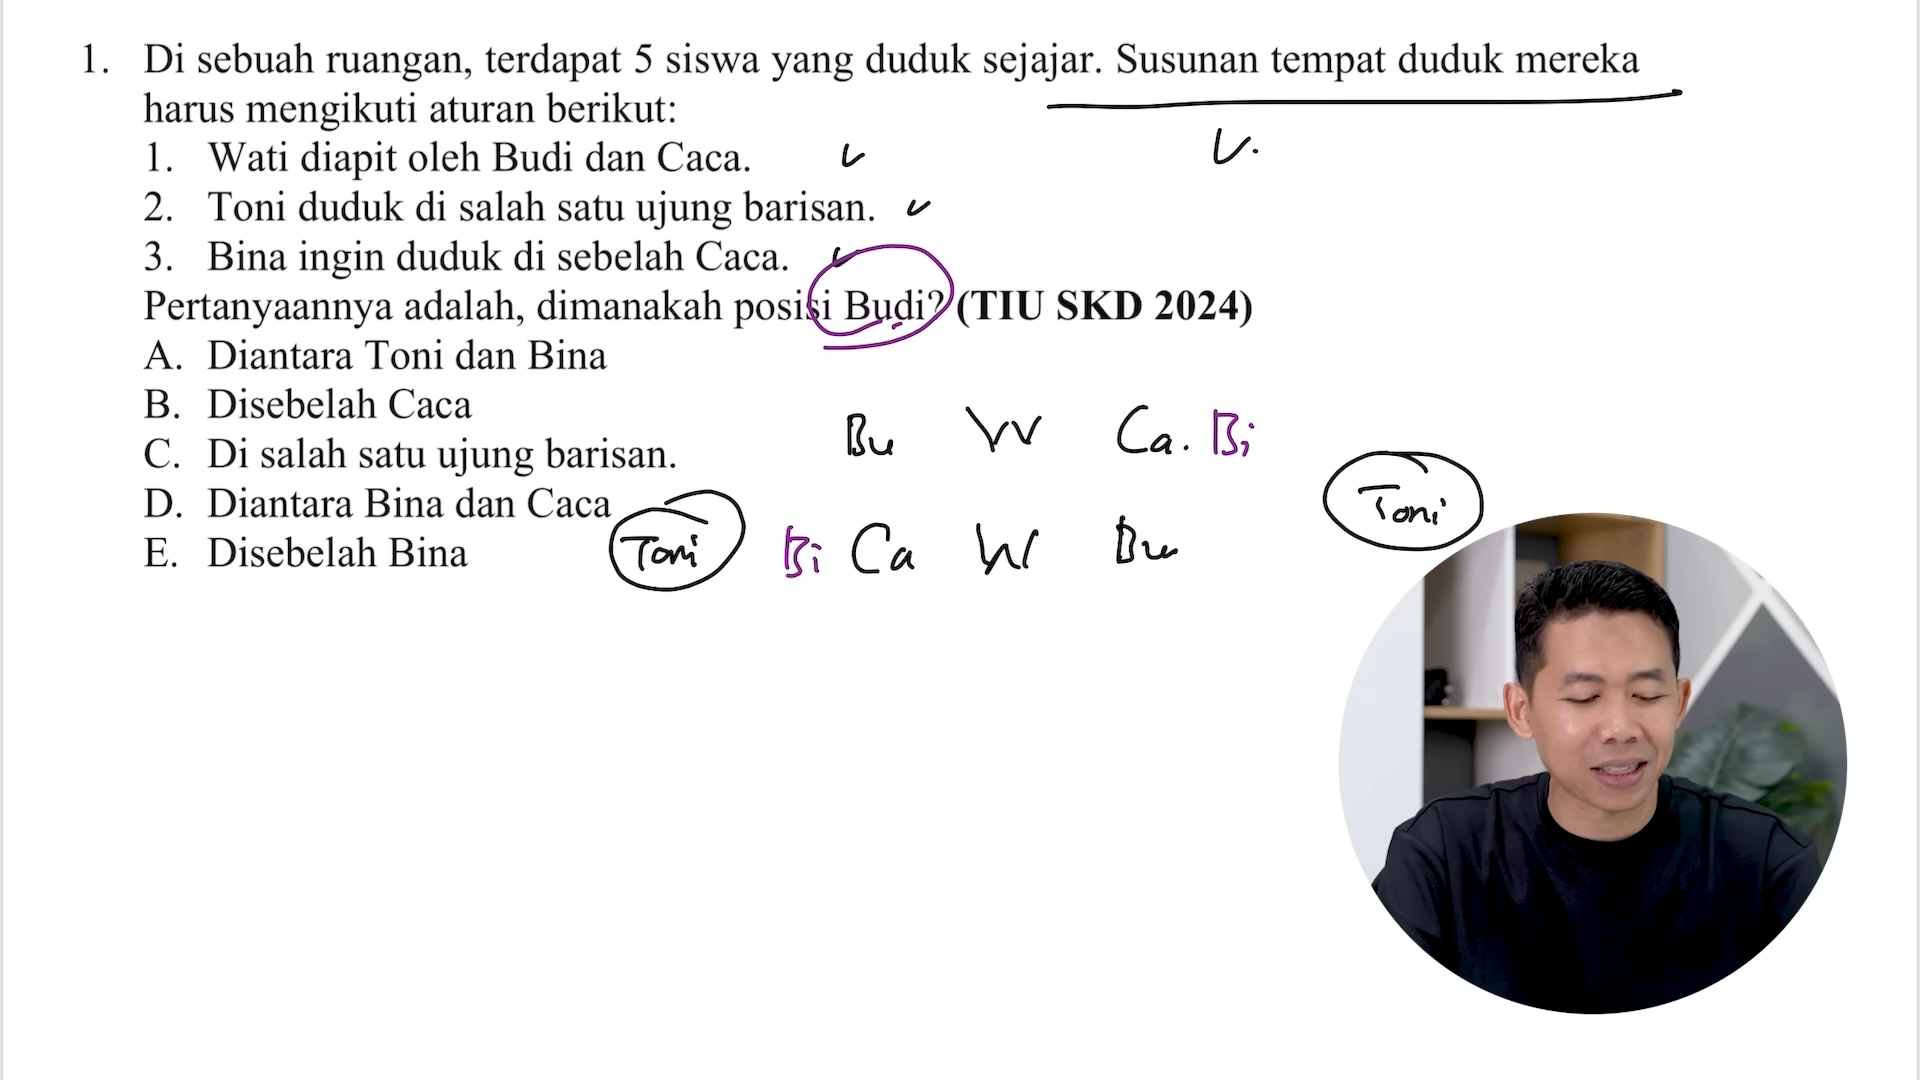 1. Di sebuah ruangan, terdapat 5 siswa yang duduk sejajar. Susunan tempat duduk mereka
harus mengikuti aturan berikut:
1. Wati diapit oleh Budi dan Caca.
2. Toni duduk di salah satu ujung barisan.
3. Bina ingin duduk di sebelah Caca.
Pertanyaannya adalah, dimanakah posisi Budi? (TIU SKD 2024)
A. Diantara Toni dan Bina
B. Disebelah Caca
C. Di salah satu ujung barisan.
D. Diantara Bina dan Caca
E. Disebelah Bina
Bu W Ca. Bi
Toni
Toni Bi Ca W Bu